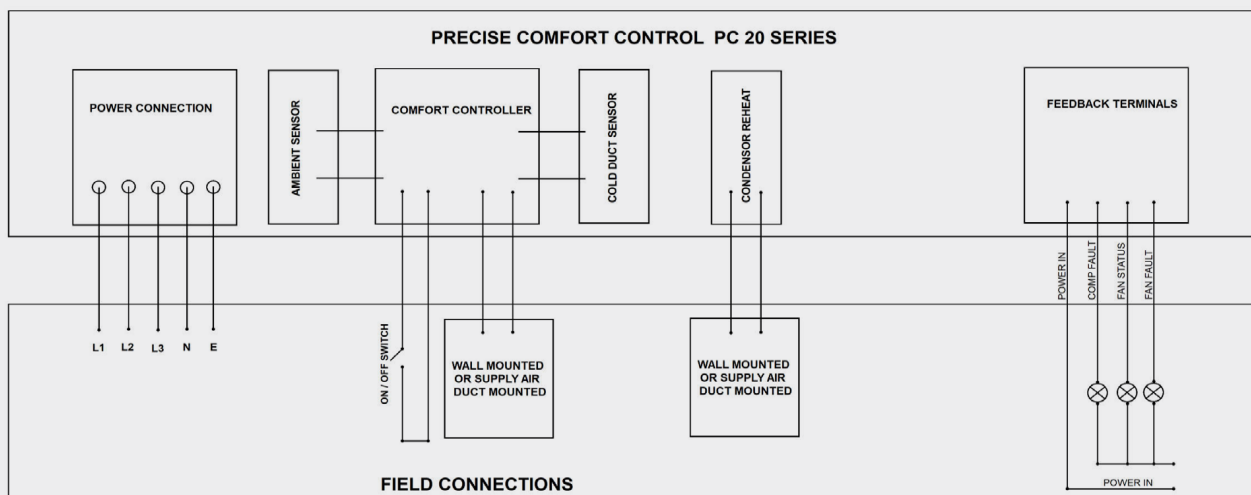 PRECISE COMFORT CONTROL PC 20 SERIES
POWER CONNECTION
AMBIENT SENSOR
COMFORT CONTROLLER
COLD DUCT SENSOR
CONDENSOR REHEAT
FEEDBACK TERMINALS
POWER IN
COMP FAULT
FAN STATUS
FAN FAULT
L1 L2 L3 N E
ON / OFF SWITCH
WALL MOUNTED
OR SUPPLY AIR
DUCT MOUNTED
WALL MOUNTED
OR SUPPLY AIR
DUCT MOUNTED
POWER IN
FIELD CONNECTIONS